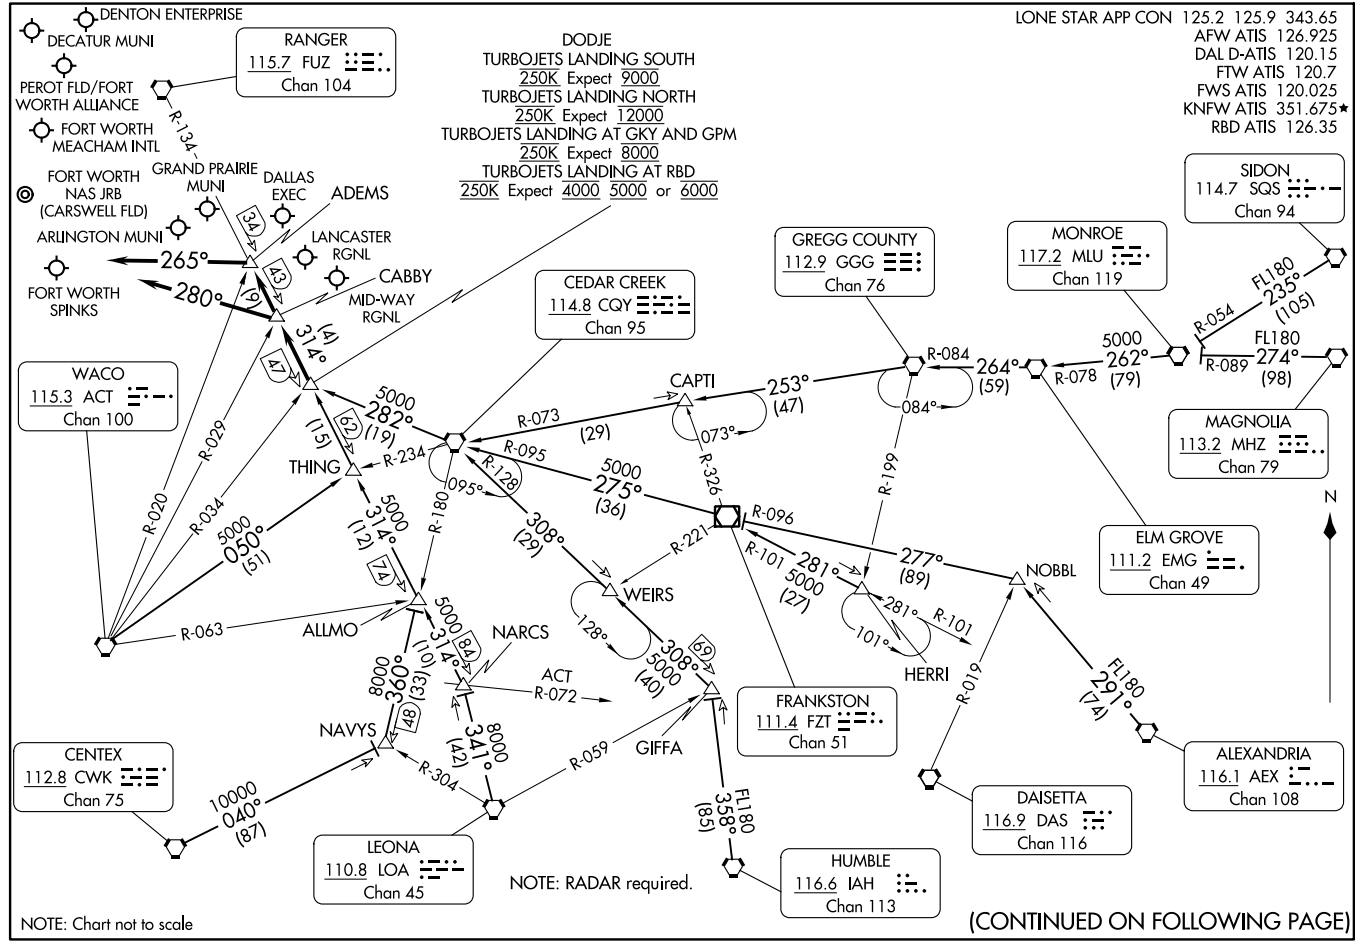 DENTON ENTERPRISE
DECATUR MUNI
PEROT FLD/FORT
WORTH ALLIANCE
FORT WORTH
MEACHAM INTL
FORT WORTH
NAS JRB
(CARSWELL FLD)
GRAND PRAIRIE
MUNI
DALLAS
EXEC
ADEMS
ARLINGTON MUNI
LANCASTER
RGNL
CABBY
FORT WORTH
SPINKS
MID-WAY
RGNL
RANGER
115.7 FUZ
Chan 104
R-134
34
43
265°
280°
(9)
(4)
314°
47
DODJE
TURBOJETS LANDING SOUTH
250K Expect 9000
TURBOJETS LANDING NORTH
250K Expect 12000
TURBOJETS LANDING AT GKY AND GPM
250K Expect 8000
TURBOJETS LANDING AT RBD
250K Expect 4000 5000 or 6000
LONE STAR APP CON 125.2 125.9 343.65
AFW ATIS 126.925
DAL D-ATIS 120.15
FTW ATIS 120.7
FWS ATIS 120.025
KNFW ATIS 351.675★
RBD ATIS 126.35
SIDON
114.7 SQS
Chan 94
MONROE
117.2 MLU
Chan 119
GREGG COUNTY
112.9 GGG
Chan 76
CEDAR CREEK
114.8 CQY
Chan 95
FL180
235°
(105)
R-054
FL180
274°
(98)
R-089
5000
262°
(79)
R-078
R-084
264°
(59)
084°
CAPTI
253°
(47)
R-073
(29)
073°
WACO
115.3 ACT
Chan 100
R-020
R-029
R-034
5000
050°
(51)
R-063
5000
282°
(19)
62
(15)
THING
R-234
R-095
R-128
095°
R-180
5000
275°
(36)
R-326
R-199
MAGNOLIA
113.2 MHZ
Chan 79
N
ELM GROVE
111.2 EMG
Chan 49
5000
314°
(12)
74
308°
(29)
R-221
R-096
277°
(89)
R-101
281°
5000
(27)
NOBBL
WEIRS
128°
281°
R-101
101°
HERRI
ALLMO
5000
314°
(10)
84
NARCS
ACT
R-072
8000
360°
(33)
48
NAVYS
308°
5000
(40)
69
GIFFA
R-059
R-019
FL180
291°
(74)
FRANKSTON
111.4 FZT
Chan 51
CENTEX
112.8 CWK
Chan 75
10000
040°
(87)
R-304
8000
341°
(42)
FL180
358°
(85)
ALEXANDRIA
116.1 AEX
Chan 108
DAISETTA
116.9 DAS
Chan 116
LEONA
110.8 LOA
Chan 45
HUMBLE
116.6 IAH
Chan 113
NOTE: RADAR required.
NOTE: Chart not to scale
(CONTINUED ON FOLLOWING PAGE)